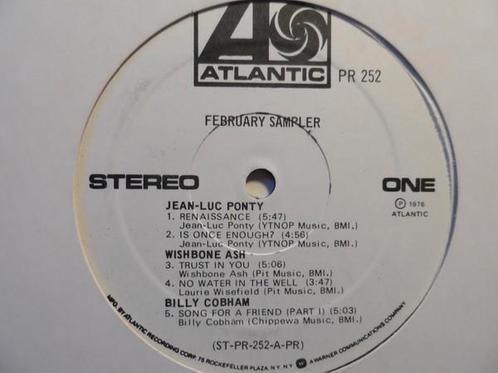 ATLANTIC
PR 252
FEBRUARY SAMPLER
STEREO
ONE
JEAN-LUC PONTY
1. RENAISSANCE (5:47)
Jean-Luc Ponty (YTNOP Music, BMI.)
2. IS ONCE ENOUGH? (4:56)
Jean-Luc Ponty (YTNOP Music, BMI.)
WISHBONE ASH
3. TRUST IN YOU (5:06)
Wishbone Ash (Pit Music, BMI.)
4. NO WATER IN THE WELL (3:47)
Laurie Wisefield (Pit Music, BMI.)
BILLY COBHAM
5. SONG FOR A FRIEND (PART I) (5:03)
Billy Cobham (Chippewa Music, BMI.)
℗ 1976
ATLANTIC
(ST-PR-252-A-PR)
MFG. BY ATLANTIC RECORDING CORP. 75 ROCKEFELLER PLAZA, N.Y. N.Y. A WARNER COMMUNICATIONS COMPANY